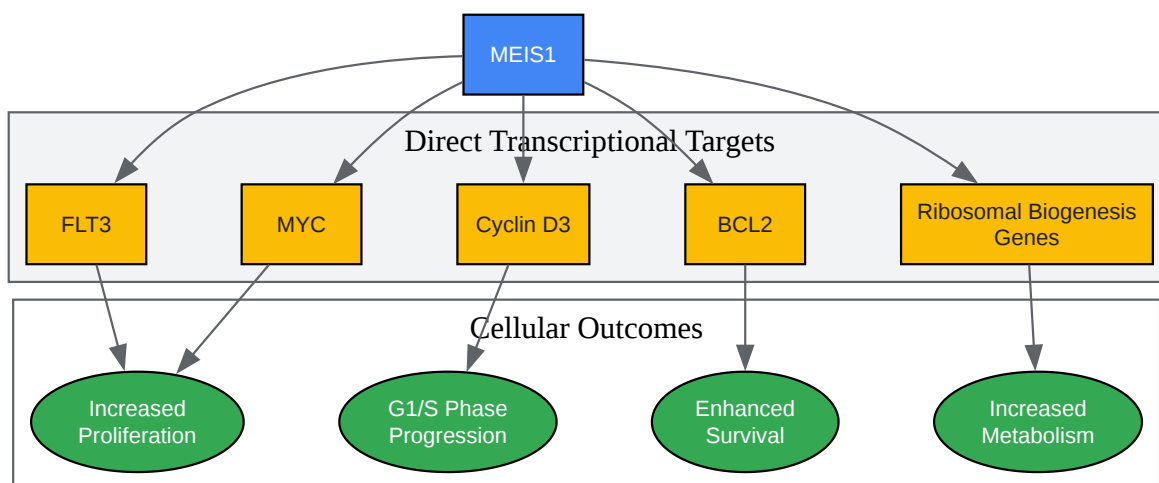 MEIS1
Direct Transcriptional Targets
FLT3
MYC
Cyclin D3
BCL2
Ribosomal Biogenesis
Genes
Cellular Outcomes
Increased
Proliferation
G1/S Phase
Progression
Enhanced
Survival
Increased
Metabolism